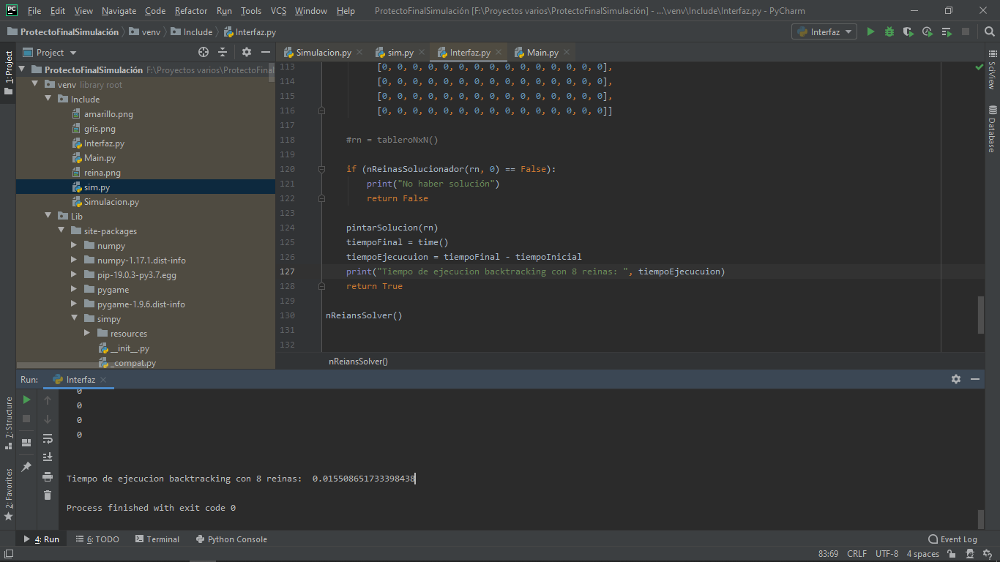 PC File Edit View Navigate Code Refactor Run Tools VCS Window Help ProtectoFinalSimulación [F:\Proyectos varios\ProtectoFinalSimulación] - ...\venv\Include\Interfaz.py - PyCharm
ProtectoFinalSimulación venv Include Interfaz.py Interfaz
Project
Simulacion.py sim.py Interfaz.py Main.py
1: Project
ProtectoFinalSimulación F:\Proyectos varios\ProtectoFinal
venv library root
Include
amarillo.png
gris.png
Interfaz.py
Main.py
reina.png
sim.py
Simulacion.py
Lib
site-packages
numpy
numpy-1.17.1.dist-info
pip-19.0.3-py3.7.egg
pygame
pygame-1.9.6.dist-info
simpy
resources
__init__.py
_compat.py
113 [0, 0, 0, 0, 0, 0, 0, 0, 0, 0, 0, 0, 0, 0, 0],
114 [0, 0, 0, 0, 0, 0, 0, 0, 0, 0, 0, 0, 0, 0, 0],
115 [0, 0, 0, 0, 0, 0, 0, 0, 0, 0, 0, 0, 0, 0, 0],
116 [0, 0, 0, 0, 0, 0, 0, 0, 0, 0, 0, 0, 0, 0, 0]]
117
118 #rn = tableroNxN()
119
120 if (nReinasSolucionador(rn, 0) == False):
121 print("No haber solución")
122 return False
123
124 pintarSolucion(rn)
125 tiempoFinal = time()
126 tiempoEjecucuion = tiempoFinal - tiempoInicial
127 print("Tiempo de ejecucion backtracking con 8 reinas: ", tiempoEjecucuion)
128 return True
129
130 nReiansSolver()
131
132
nReiansSolver()
SciView
Database
Run: Interfaz
0
0
0
0
Tiempo de ejecucion backtracking con 8 reinas:  0.015508651733398438
Process finished with exit code 0
7: Structure
2: Favorites
4: Run 6: TODO Terminal Python Console Event Log
83:69 CRLF UTF-8 4 spaces